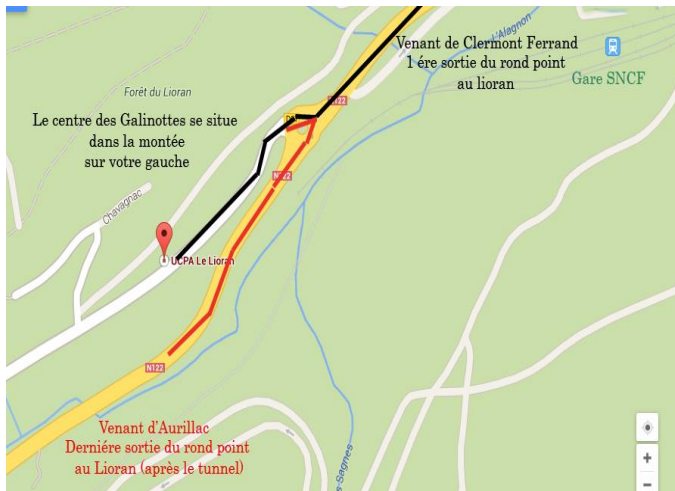 Venant de Clermont Ferrand
1 ére sortie du rond point
au lioran
l'Alagnon
Gare SNCF
Forêt du Lioran
N122
Le centre des Galinottes se situe
dans la montée
sur votre gauche
N122
Chavagnac
UCPA Le Lioran
N122
Venant d'Aurillac
Derniére sortie du rond point
au Lioran (après le tunnel)
Sagnes
+
−